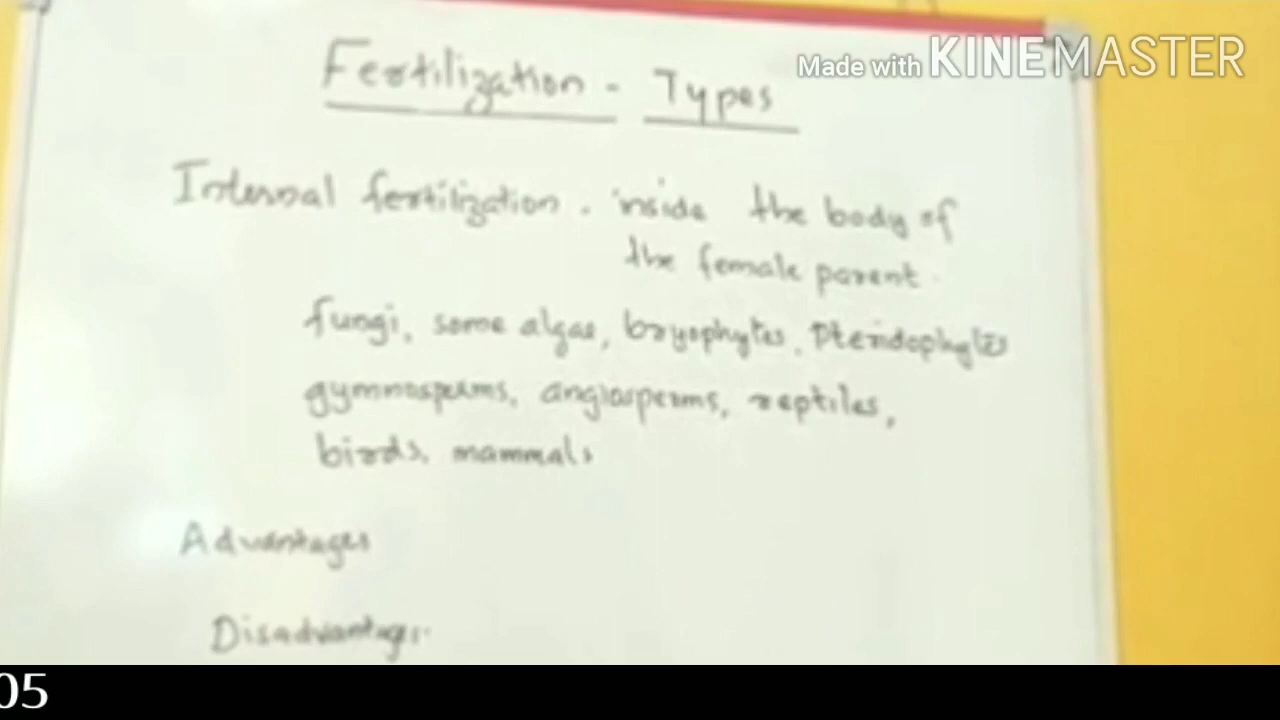 Made with KINEMASTER
Fertilization - Types
Internal fertilization - inside the body of
the female parent.
fungi, some algae, bryophytes, Pteridophytes
gymnosperms, angiosperms, reptiles,
birds, mammals
Advantages
Disadvantages.
05